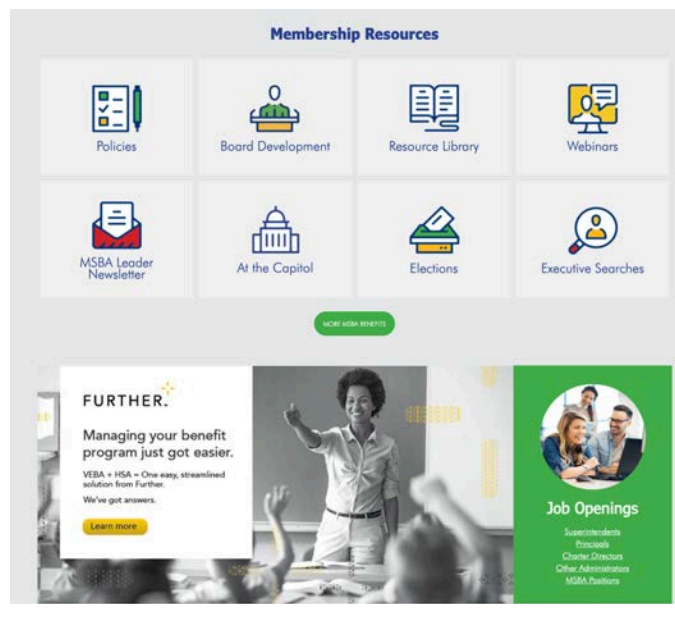 Membership Resources
Policies
Board Development
Resource Library
Webinars
MSBA Leader
Newsletter
At the Capitol
Elections
Executive Searches
MORE MSBA BENEFITS
FURTHER.
Managing your benefit
program just got easier.
VEBA + HSA = One easy, streamlined
solution from Further.
We've got answers.
Learn more
Job Openings
Superintendents
Principals
Charter Directors
Other Administrators
MSBA Positions